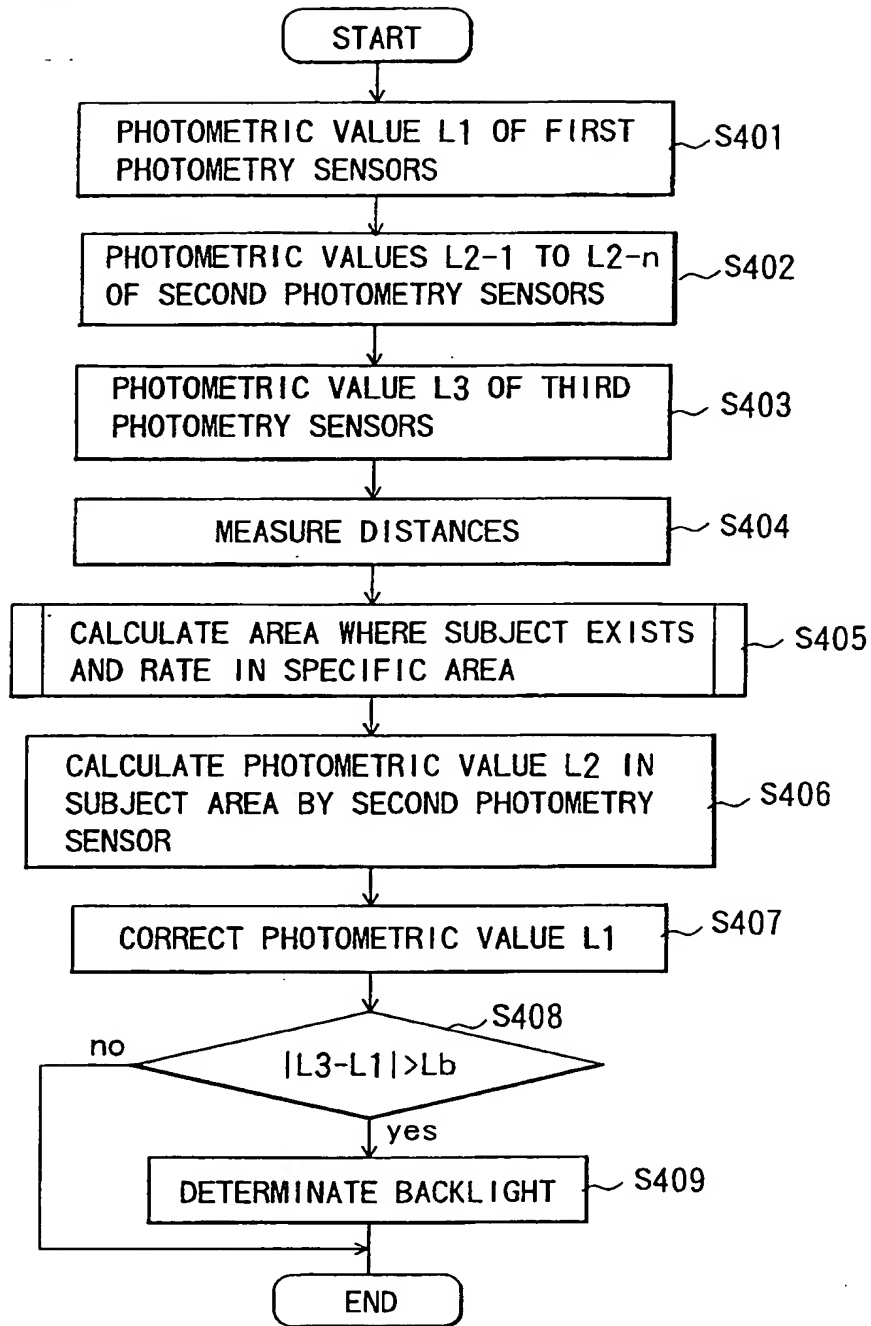 START
PHOTOMETRIC VALUE L1 OF FIRST
PHOTOMETRY SENSORS
S401
PHOTOMETRIC VALUES L2-1 TO L2-n
OF SECOND PHOTOMETRY SENSORS
S402
PHOTOMETRIC VALUE L3 OF THIRD
PHOTOMETRY SENSORS
S403
MEASURE DISTANCES
S404
CALCULATE AREA WHERE SUBJECT EXISTS
AND RATE IN SPECIFIC AREA
S405
CALCULATE PHOTOMETRIC VALUE L2 IN
SUBJECT AREA BY SECOND PHOTOMETRY
SENSOR
S406
CORRECT PHOTOMETRIC VALUE L1
S407
S408
no
|L3-L1|>Lb
yes
DETERMINATE BACKLIGHT
S409
END